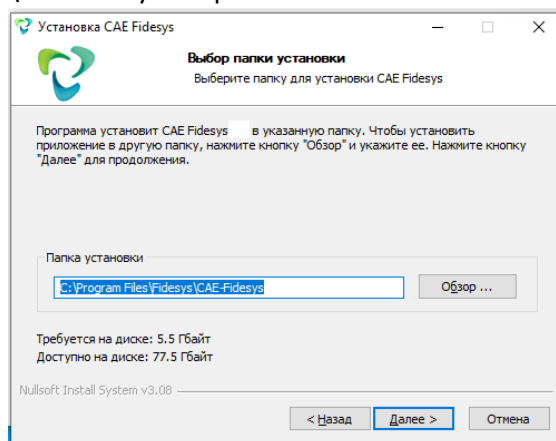 Установка CAE Fidesys
Выбор папки установки
Выберите папку для установки CAE Fidesys
Программа установит CAE Fidesys в указанную папку. Чтобы установить
приложение в другую папку, нажмите кнопку "Обзор" и укажите ее. Нажмите кнопку
"Далее" для продолжения.
Папка установки
C:\Program Files\Fidesys\CAE-Fidesys
Обзор ...
Требуется на диске: 5.5 Гбайт
Доступно на диске: 77.5 Гбайт
Nullsoft Install System v3.08
< Назад Далее > Отмена